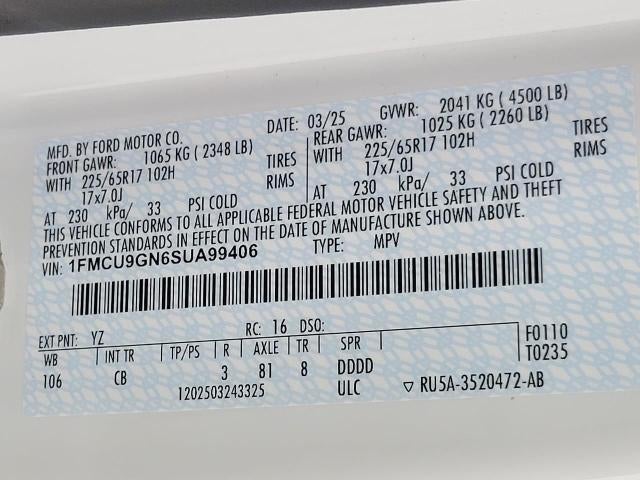 MFD. BY FORD MOTOR CO. DATE: 03/25 GVWR: 2041 KG ( 4500 LB)
FRONT GAWR: 1065 KG ( 2348 LB) REAR GAWR: 1025 KG ( 2260 LB)
WITH 225/65R17 102H TIRES WITH 225/65R17 102H TIRES
17x7.0J RIMS 17x7.0J RIMS
AT 230 kPa/ 33 PSI COLD AT 230 kPa/ 33 PSI COLD
THIS VEHICLE CONFORMS TO ALL APPLICABLE FEDERAL MOTOR VEHICLE SAFETY AND THEFT
PREVENTION STANDARDS IN EFFECT ON THE DATE OF MANUFACTURE SHOWN ABOVE.
VIN: 1FMCU9GN6SUA99406 TYPE: MPV
EXT PNT: YZ RC: 16 DSO:
WB INT TR TP/PS R AXLE TR SPR F0110
106 CB 3 81 8 DDDD T0235
1202503243325 ULC ▽ RU5A-3520472-AB